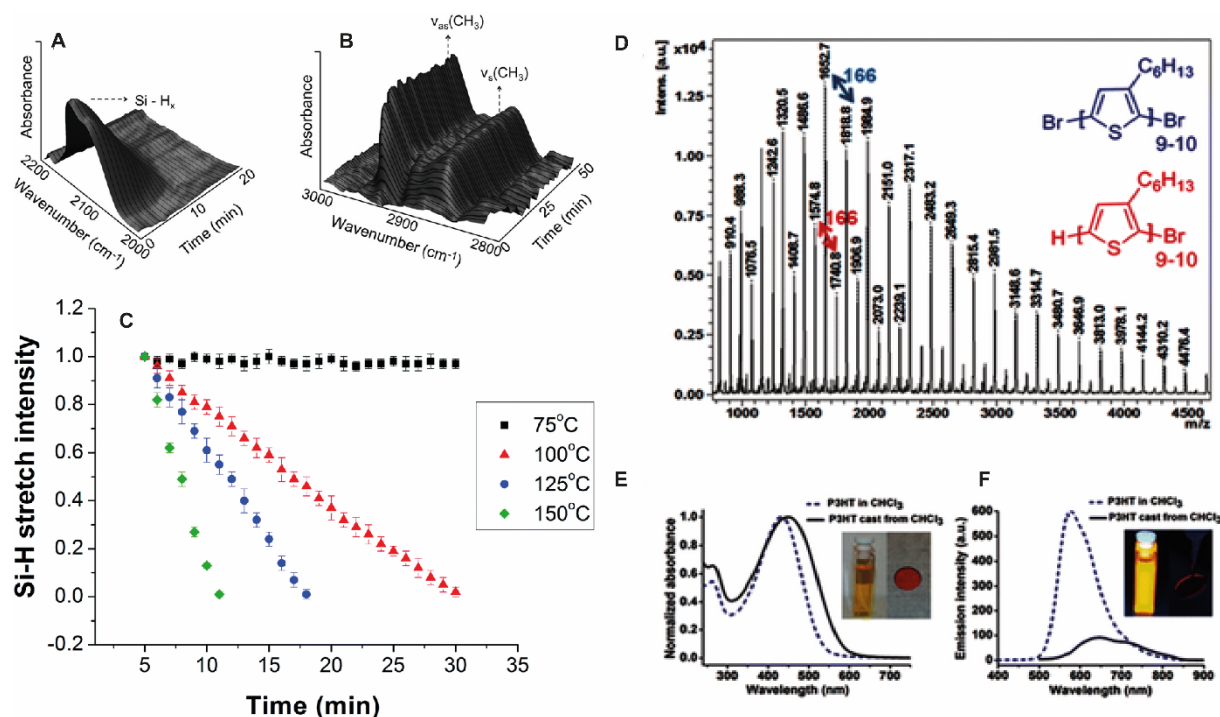 A
Absorbance
Si - Hₓ
2200
2100
2000
Wavenumber (cm⁻¹)
10
20
Time (min)
B
Absorbance
νₐₛ(CH₃)
νₛ(CH₃)
3000
2900
2800
Wavenumber (cm⁻¹)
25
50
Time (min)
C
Si-H stretch intensity
1.0
0.8
0.6
0.4
0.2
0.0
-0.2
5
10
15
20
25
30
35
Time (min)
75°C
100°C
125°C
150°C
D
x10⁴
Intens. [a.u.]
1.25
1.00
0.75
0.50
0.25
0.00
910.4
988.3
1076.5
1242.6
1320.5
1406.7
1486.6
1574.8
1652.7
166
166
1740.8
1818.8
1906.9
1984.9
2073.0
2151.0
2239.1
2317.1
2483.2
2649.3
2815.4
2981.5
3148.6
3314.7
3480.7
3646.9
3813.0
3978.1
4144.2
4310.2
4476.4
1000
1500
2000
2500
3000
3500
4000
4500
m/z
C₆H₁₃
Br
S
Br
9-10
C₆H₁₃
H
S
Br
9-10
E
P3HT in CHCl₃
P3HT cast from CHCl₃
Normalized absorbance
1.0
0.8
0.6
0.4
0.2
0.0
300
400
500
600
700
Wavelength (nm)
F
P3HT in CHCl₃
P3HT cast from CHCl₃
Emission intensity (a.u.)
600
500
400
300
200
100
0
400
500
600
700
800
900
Wavelength (nm)